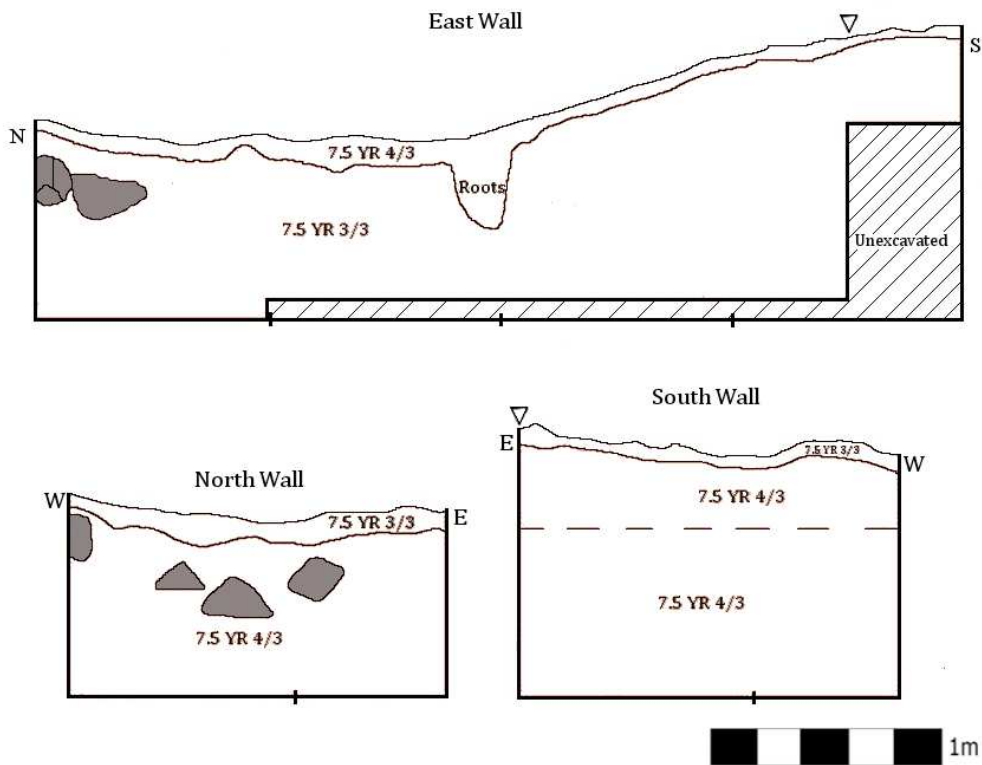 East Wall
N
S
7.5 YR 4/3
Roots
7.5 YR 3/3
Unexcavated
North Wall
W
E
7.5 YR 3/3
7.5 YR 4/3
South Wall
E
W
7.5 YR 3/3
7.5 YR 4/3
7.5 YR 4/3
1m